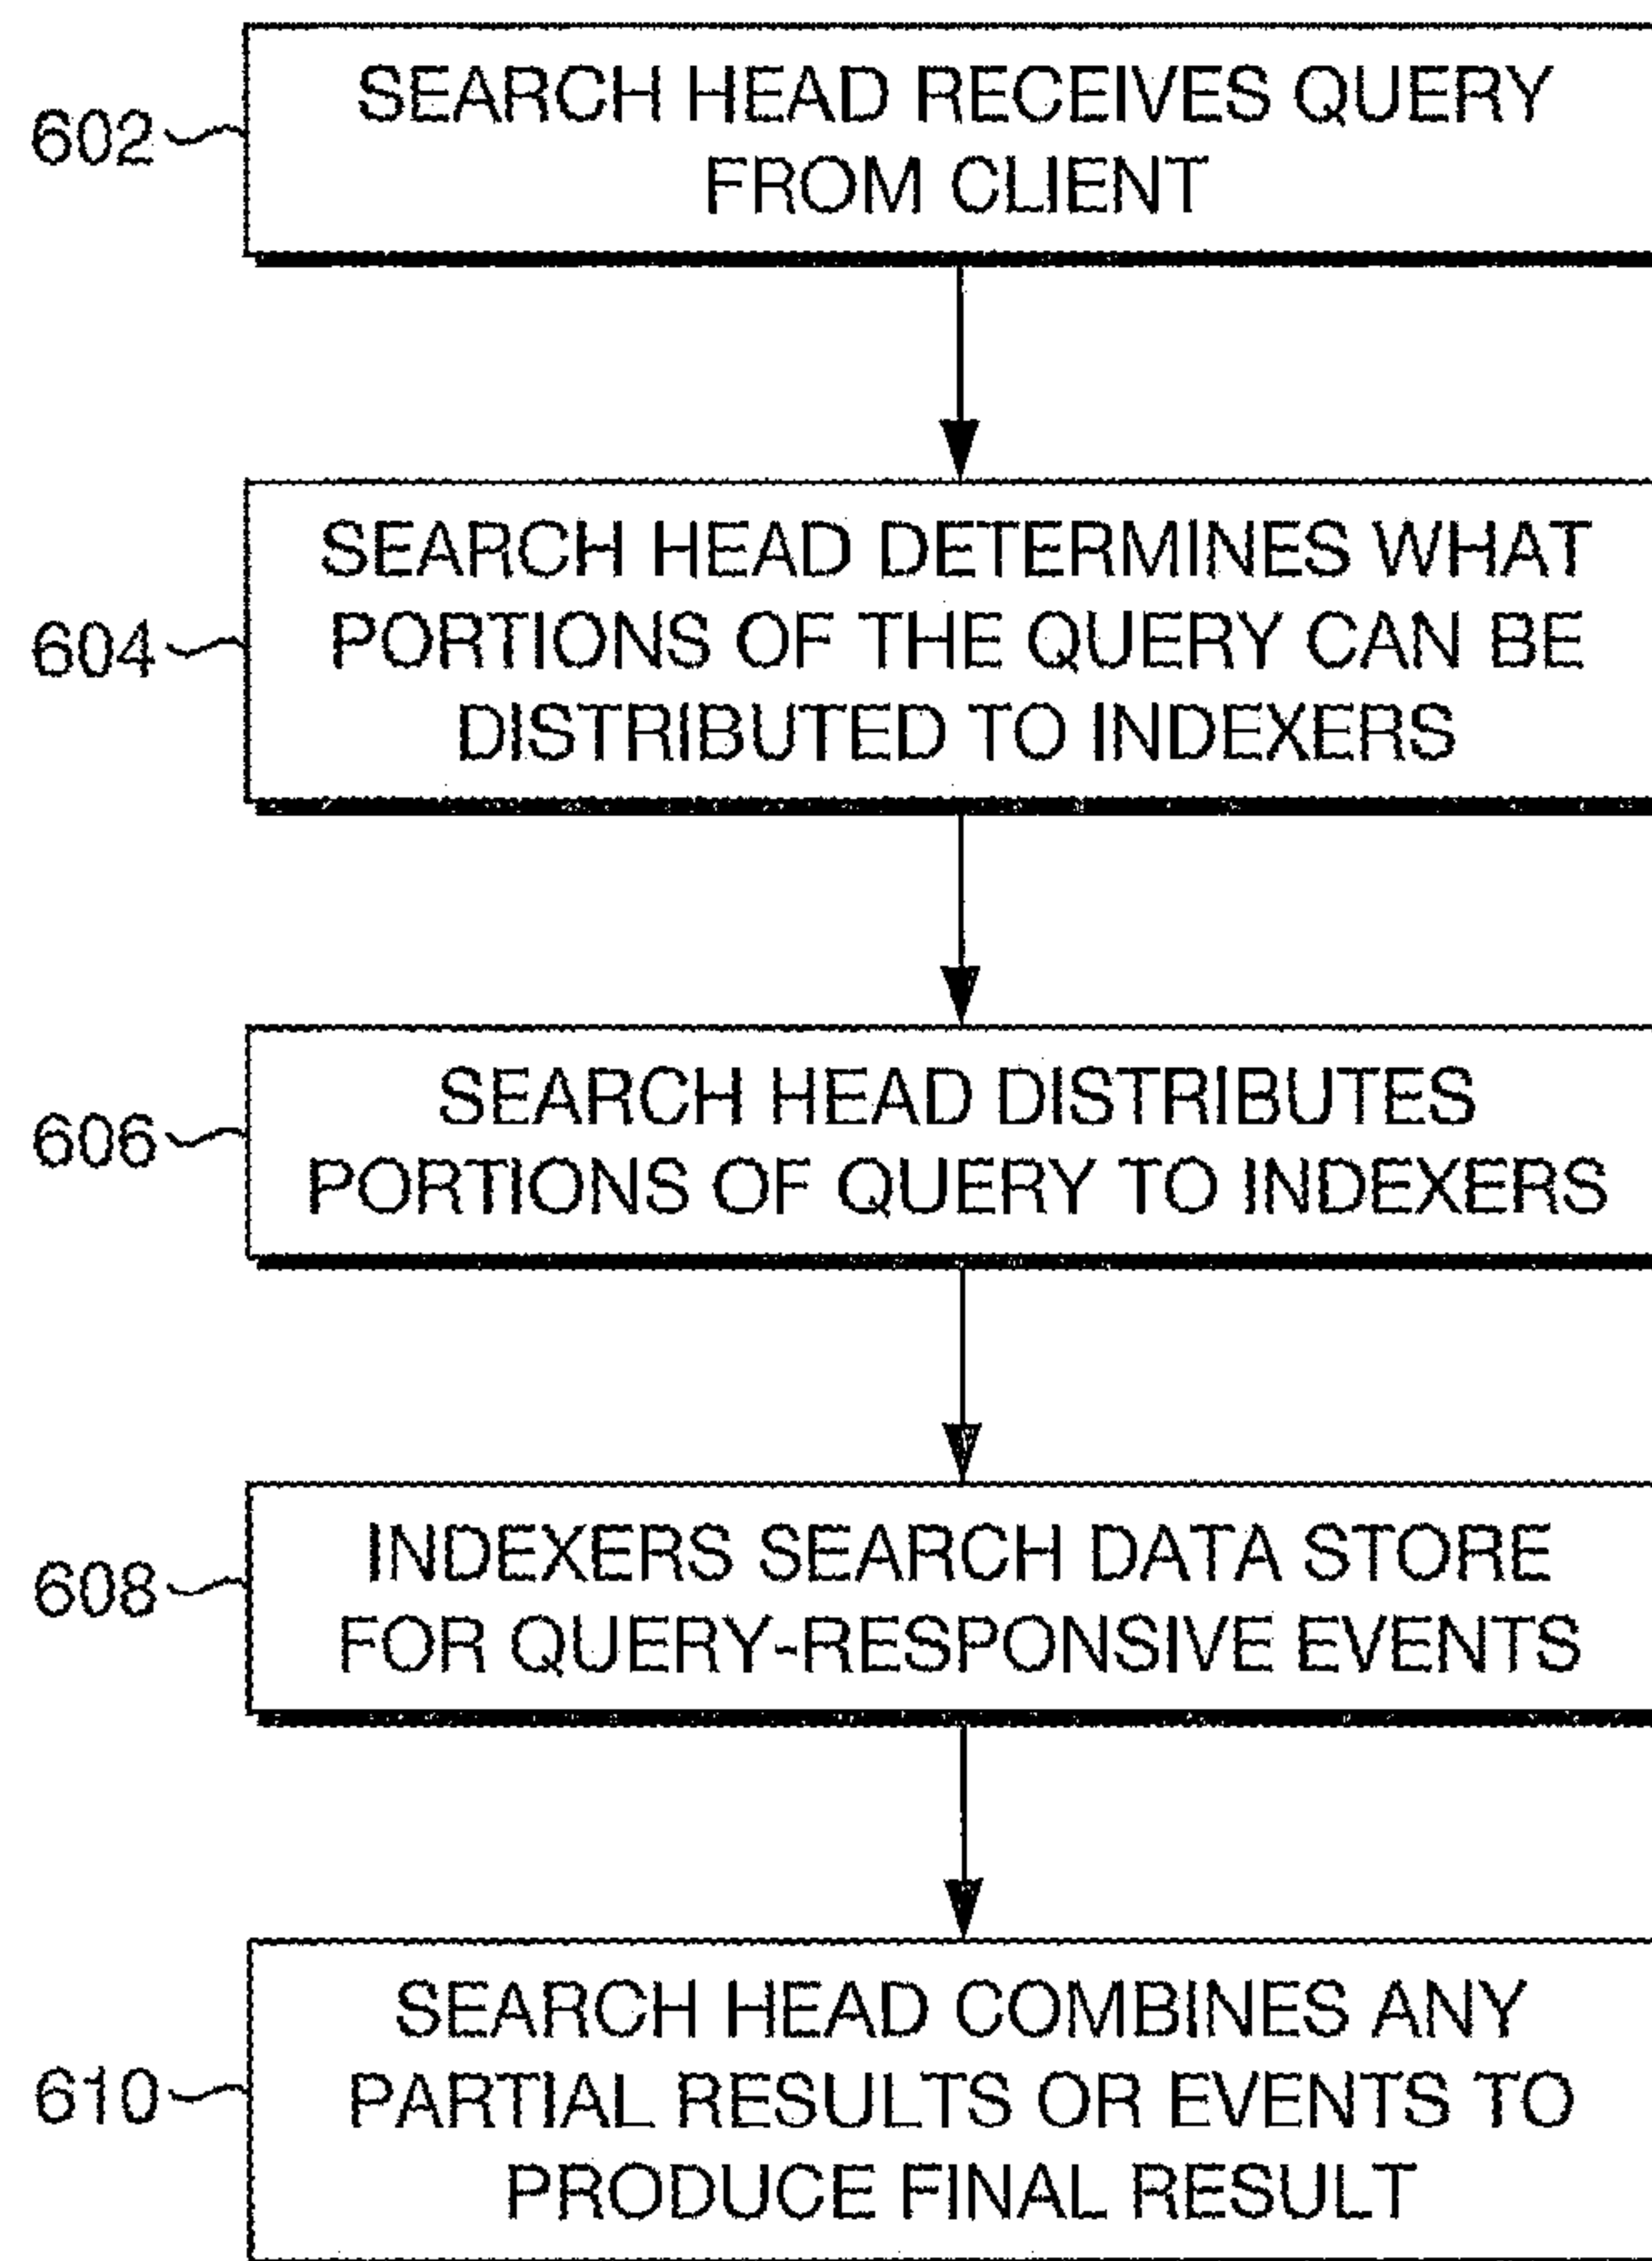 SEARCH HEAD RECEIVES QUERY
602
FROM CLIENT
SEARCH HEAD DETERMINES WHAT
604
PORTIONS OF THE QUERY CAN BE
DISTRIBUTED TO INDEXERS
SEARCH HEAD DISTRIBUTES
606
PORTIONS OF QUERY TO INDEXERS
INDEXERS SEARCH DATA STORE
608
FOR QUERY-RESPONSIVE EVENTS
SEARCH HEAD COMBINES ANY
610
PARTIAL RESULTS OR EVENTS TO
PRODUCE FINAL RESULT